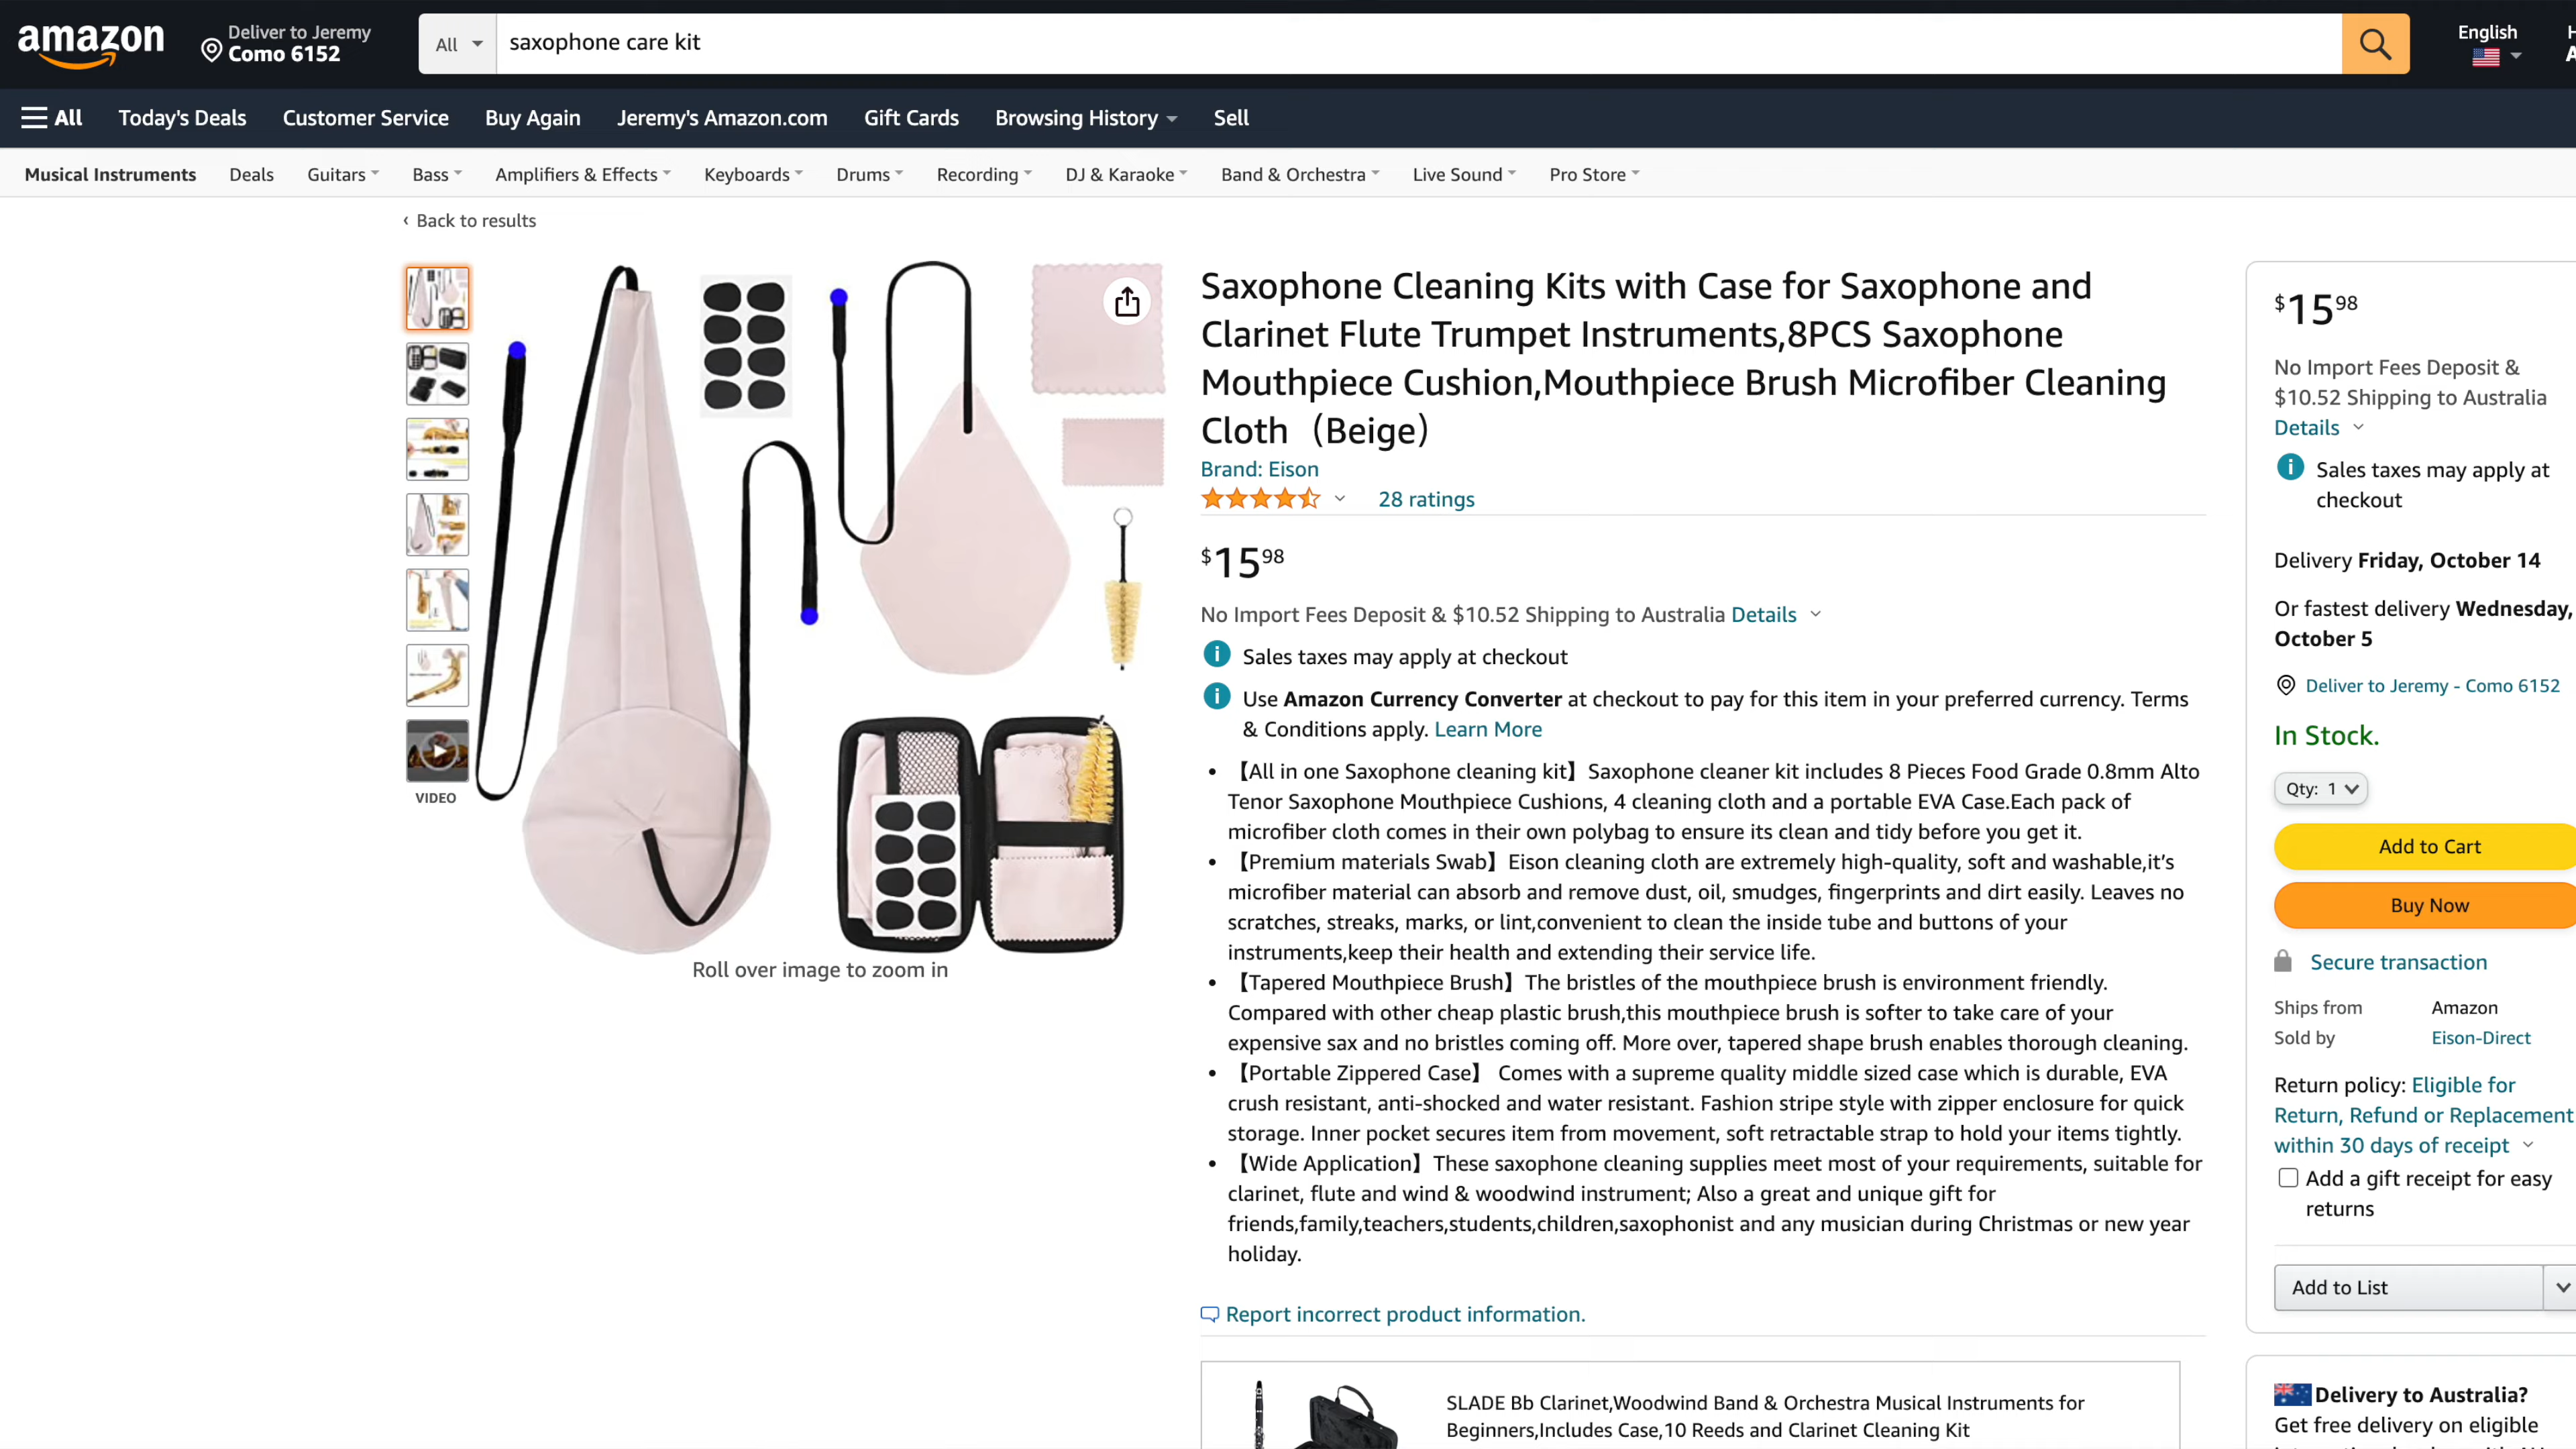 amazon
Deliver to Jeremy
Como 6152
All
saxophone care kit
English
All
Today's Deals
Customer Service
Buy Again
Jeremy's Amazon.com
Gift Cards
Browsing History
Sell
Musical Instruments
Deals
Guitars
Bass
Amplifiers & Effects
Keyboards
Drums
Recording
DJ & Karaoke
Band & Orchestra
Live Sound
Pro Store
‹ Back to results
VIDEO
Roll over image to zoom in
Saxophone Cleaning Kits with Case for Saxophone and
Clarinet Flute Trumpet Instruments,8PCS Saxophone
Mouthpiece Cushion,Mouthpiece Brush Microfiber Cleaning
Cloth（Beige）
Brand: Eison
28 ratings
$15 98
No Import Fees Deposit & $10.52 Shipping to Australia Details
Sales taxes may apply at checkout
Use Amazon Currency Converter at checkout to pay for this item in your preferred currency. Terms
& Conditions apply. Learn More
• 【All in one Saxophone cleaning kit】Saxophone cleaner kit includes 8 Pieces Food Grade 0.8mm Alto
Tenor Saxophone Mouthpiece Cushions, 4 cleaning cloth and a portable EVA Case.Each pack of
microfiber cloth comes in their own polybag to ensure its clean and tidy before you get it.
• 【Premium materials Swab】Eison cleaning cloth are extremely high-quality, soft and washable,it’s
microfiber material can absorb and remove dust, oil, smudges, fingerprints and dirt easily. Leaves no
scratches, streaks, marks, or lint,convenient to clean the inside tube and buttons of your
instruments,keep their health and extending their service life.
• 【Tapered Mouthpiece Brush】The bristles of the mouthpiece brush is environment friendly.
Compared with other cheap plastic brush,this mouthpiece brush is softer to take care of your
expensive sax and no bristles coming off. More over, tapered shape brush enables thorough cleaning.
• 【Portable Zippered Case】 Comes with a supreme quality middle sized case which is durable, EVA
crush resistant, anti-shocked and water resistant. Fashion stripe style with zipper enclosure for quick
storage. Inner pocket secures item from movement, soft retractable strap to hold your items tightly.
• 【Wide Application】These saxophone cleaning supplies meet most of your requirements, suitable for
clarinet, flute and wind & woodwind instrument; Also a great and unique gift for
friends,family,teachers,students,children,saxophonist and any musician during Christmas or new year
holiday.
Report incorrect product information.
SLADE Bb Clarinet,Woodwind Band & Orchestra Musical Instruments for
Beginners,Includes Case,10 Reeds and Clarinet Cleaning Kit
$15 98
No Import Fees Deposit &
$10.52 Shipping to Australia
Details
Sales taxes may apply at
checkout
Delivery Friday, October 14
Or fastest delivery Wednesday,
October 5
Deliver to Jeremy - Como 6152
In Stock.
Qty: 1
Add to Cart
Buy Now
Secure transaction
Ships from Amazon
Sold by Eison-Direct
Return policy: Eligible for
Return, Refund or Replacement
within 30 days of receipt
Add a gift receipt for easy
returns
Add to List
Delivery to Australia?
Get free delivery on eligible